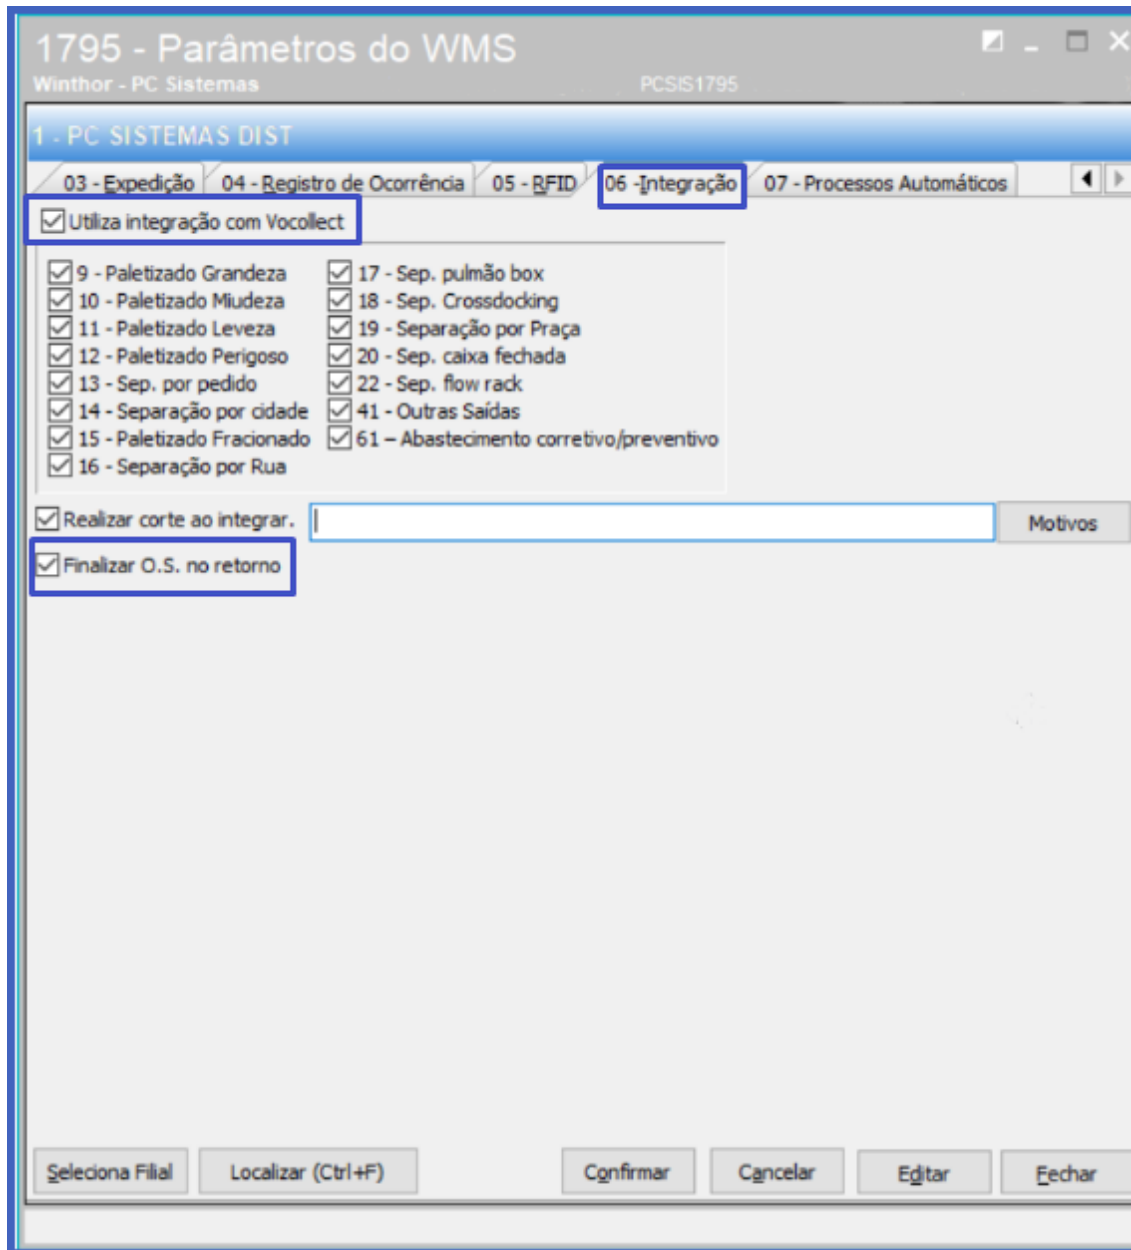 1795 - Parâmetros do WMS
Winthor - PC Sistemas PCSIS1795
1 - PC SISTEMAS DIST
03 - Expedição 04 - Registro de Ocorrência 05 - RFID 06 -Integração 07 - Processos Automáticos
Utiliza integração com Vocollect
9 - Paletizado Grandeza 17 - Sep. pulmão box
10 - Paletizado Miudeza 18 - Sep. Crossdocking
11 - Paletizado Leveza 19 - Separação por Praça
12 - Paletizado Perigoso 20 - Sep. caixa fechada
13 - Sep. por pedido 22 - Sep. flow rack
14 - Separação por cidade 41 - Outras Saídas
15 - Paletizado Fracionado 61 – Abastecimento corretivo/preventivo
16 - Separação por Rua
Realizar corte ao integrar. Motivos
Finalizar O.S. no retorno
Seleciona Filial Localizar (Ctrl+F) Confirmar Cancelar Editar Fechar